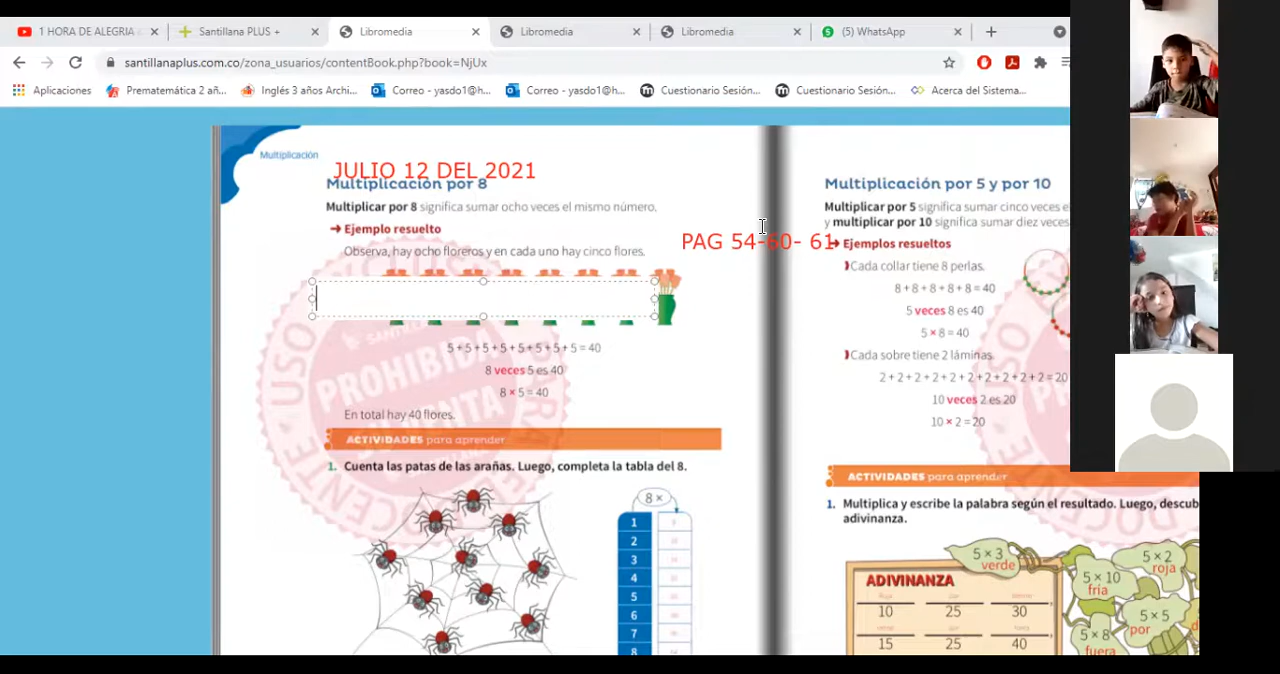 1 HORA DE ALEGRIA
Santillana PLUS +
Libromedia
Libromedia
Libromedia
(5) WhatsApp
santillanaplus.com.co/zona_usuarios/contentBook.php?book=NjUx
Aplicaciones
Prematemática 2 añ...
Inglés 3 años Archi...
Correo - yasdo1@h...
Correo - yasdo1@h...
Cuestionario Sesión...
Cuestionario Sesión...
Acerca del Sistema...
Multiplicación
JULIO 12 DEL 2021
Multiplicación por 8
Multiplicar por 8 significa sumar ocho veces el mismo número.
➜ Ejemplo resuelto
Observa, hay ocho floreros y en cada uno hay cinco flores.
PAG 54-60- 61
5 + 5 + 5 + 5 + 5 + 5 + 5 + 5 = 40
8 veces 5 es 40
8 × 5 = 40
En total hay 40 flores.
USO
DOCENTE
PROHIBIDA
SU VENTA
ACTIVIDADES para aprender
1. Cuenta las patas de las arañas. Luego, completa la tabla del 8.
8 ×
1
2
3
4
5
6
7
8
Multiplicación por 5 y por 10
Multiplicar por 5 significa sumar cinco veces e
y multiplicar por 10 significa sumar diez veces
➜ Ejemplos resueltos
Cada collar tiene 8 perlas.
8 + 8 + 8 + 8 + 8 = 40
5 veces 8 es 40
5 × 8 = 40
Cada sobre tiene 2 láminas.
2 + 2 + 2 + 2 + 2 + 2 + 2 + 2 + 2 + 2 = 20
10 veces 2 es 20
10 × 2 = 20
ACTIVIDADES para aprender
1. Multiplica y escribe la palabra según el resultado. Luego, descub
adivinanza.
ADIVINANZA
10 25 30
15 25 40
5 × 3
verde
5 × 2
roja
5 × 10
fría
5 × 5
por
5 × 8
fuera